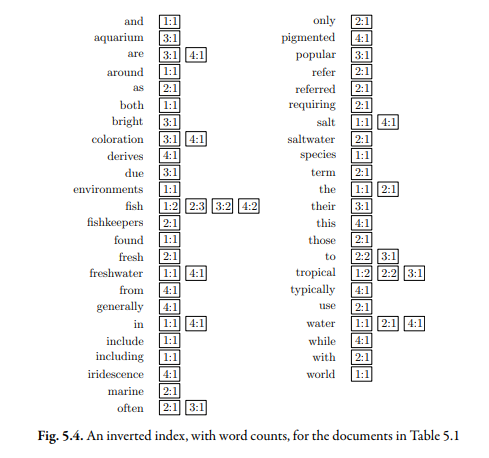 and 1:1
aquarium 3:1
are 3:1 4:1
around 1:1
as 2:1
both 1:1
bright 3:1
coloration 3:1 4:1
derives 4:1
due 3:1
environments 1:1
fish 1:2 2:3 3:2 4:2
fishkeepers 2:1
found 1:1
fresh 2:1
freshwater 1:1 4:1
from 4:1
generally 4:1
in 1:1 4:1
include 1:1
including 1:1
iridescence 4:1
marine 2:1
often 2:1 3:1
only 2:1
pigmented 4:1
popular 3:1
refer 2:1
referred 2:1
requiring 2:1
salt 1:1 4:1
saltwater 2:1
species 1:1
term 2:1
the 1:1 2:1
their 3:1
this 4:1
those 2:1
to 2:2 3:1
tropical 1:2 2:2 3:1
typically 4:1
use 2:1
water 1:1 2:1 4:1
while 4:1
with 2:1
world 1:1
Fig. 5.4. An inverted index, with word counts, for the documents in Table 5.1